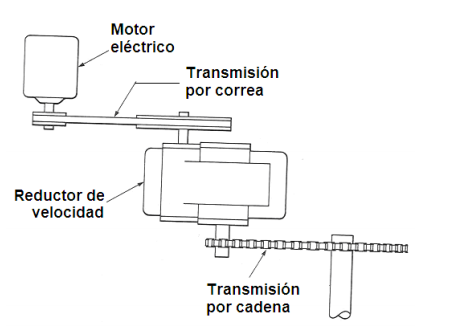 Motor
eléctrico
Transmisión
por correa
Reductor de
velocidad
Transmisión
por cadena